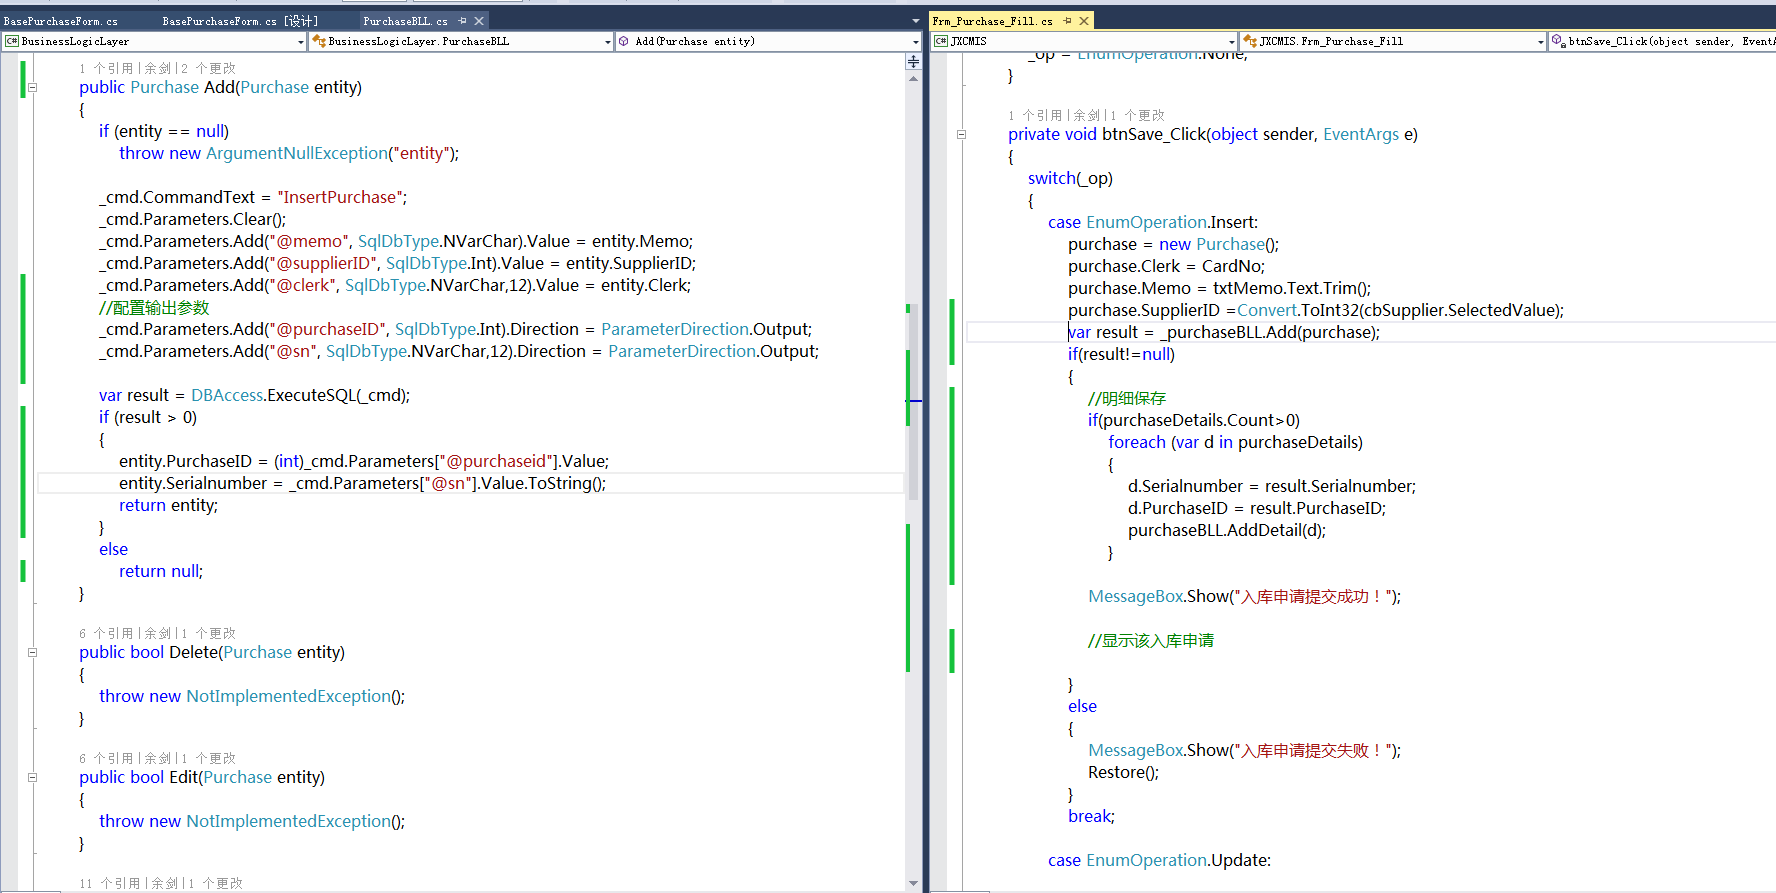 BasePurchaseForm.cs
BasePurchaseForm.cs [设计]
PurchaseBLL.cs
BusinessLogicLayer
BusinessLogicLayer.PurchaseBLL
Add(Purchase entity)
1 个引用|余剑|2 个更改
public Purchase Add(Purchase entity)
{
if (entity == null)
throw new ArgumentNullException("entity");
_cmd.CommandText = "InsertPurchase";
_cmd.Parameters.Clear();
_cmd.Parameters.Add("@memo", SqlDbType.NVarChar).Value = entity.Memo;
_cmd.Parameters.Add("@supplierID", SqlDbType.Int).Value = entity.SupplierID;
_cmd.Parameters.Add("@clerk", SqlDbType.NVarChar,12).Value = entity.Clerk;
//配置输出参数
_cmd.Parameters.Add("@purchaseID", SqlDbType.Int).Direction = ParameterDirection.Output;
_cmd.Parameters.Add("@sn", SqlDbType.NVarChar,12).Direction = ParameterDirection.Output;
var result = DBAccess.ExecuteSQL(_cmd);
if (result > 0)
{
entity.PurchaseID = (int)_cmd.Parameters["@purchaseid"].Value;
entity.Serialnumber = _cmd.Parameters["@sn"].Value.ToString();
return entity;
}
else
return null;
}
6 个引用|余剑|1 个更改
public bool Delete(Purchase entity)
{
throw new NotImplementedException();
}
6 个引用|余剑|1 个更改
public bool Edit(Purchase entity)
{
throw new NotImplementedException();
}
11 个引用|余剑|1 个更改
Frm_Purchase_Fill.cs
JXCMIS
JXCMIS.Frm_Purchase_Fill
btnSave_Click(object sender, EventA
_op = EnumOperation.None;
}
1 个引用|余剑|1 个更改
private void btnSave_Click(object sender, EventArgs e)
{
switch(_op)
{
case EnumOperation.Insert:
purchase = new Purchase();
purchase.Clerk = CardNo;
purchase.Memo = txtMemo.Text.Trim();
purchase.SupplierID =Convert.ToInt32(cbSupplier.SelectedValue);
var result = _purchaseBLL.Add(purchase);
if(result!=null)
{
//明细保存
if(purchaseDetails.Count>0)
foreach (var d in purchaseDetails)
{
d.Serialnumber = result.Serialnumber;
d.PurchaseID = result.PurchaseID;
purchaseBLL.AddDetail(d);
}
MessageBox.Show("入库申请提交成功！");
//显示该入库申请
}
else
{
MessageBox.Show("入库申请提交失败！");
Restore();
}
break;
case EnumOperation.Update: